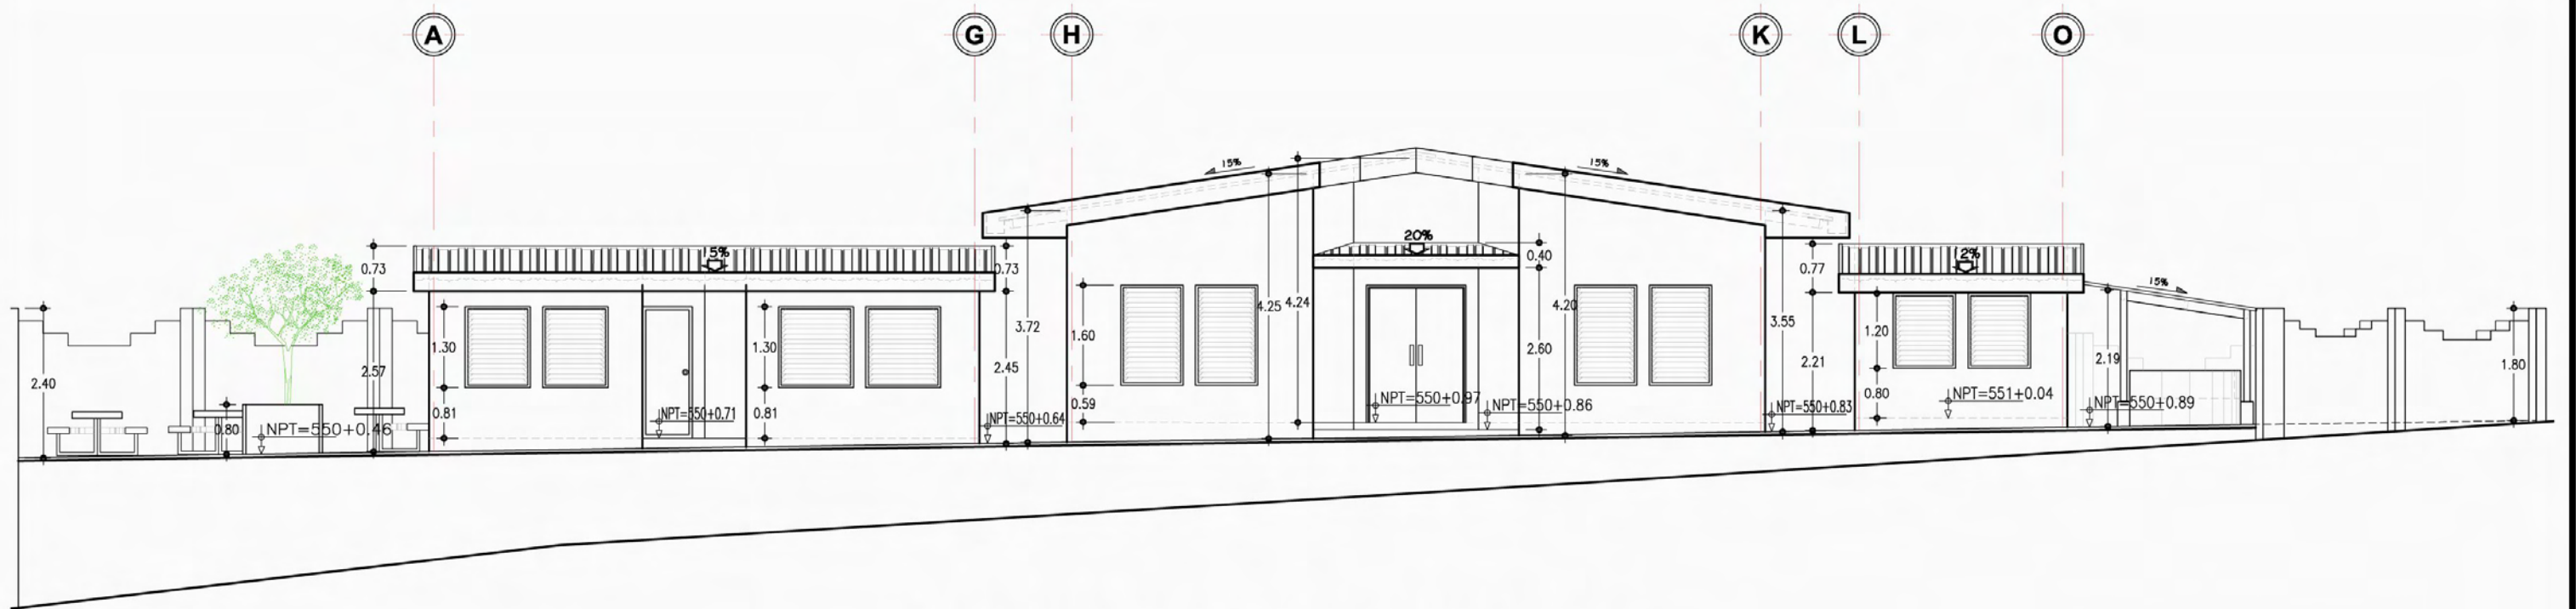 A
G
H
K
L
O
15%
15%
15%
20%
12%
15%
0.73
0.73
0.40
0.77
2.40
0.80
2.57
1.30
0.81
1.30
0.81
2.45
3.72
1.60
0.59
4.25
4.24
2.60
4.20
3.55
2.21
1.20
0.80
2.19
1.80
NPT=550+0.46
NPT=550+0.71
NPT=550+0.64
NPT=550+0.97
NPT=550+0.86
NPT=550+0.83
NPT=551+0.04
NPT=550+0.89